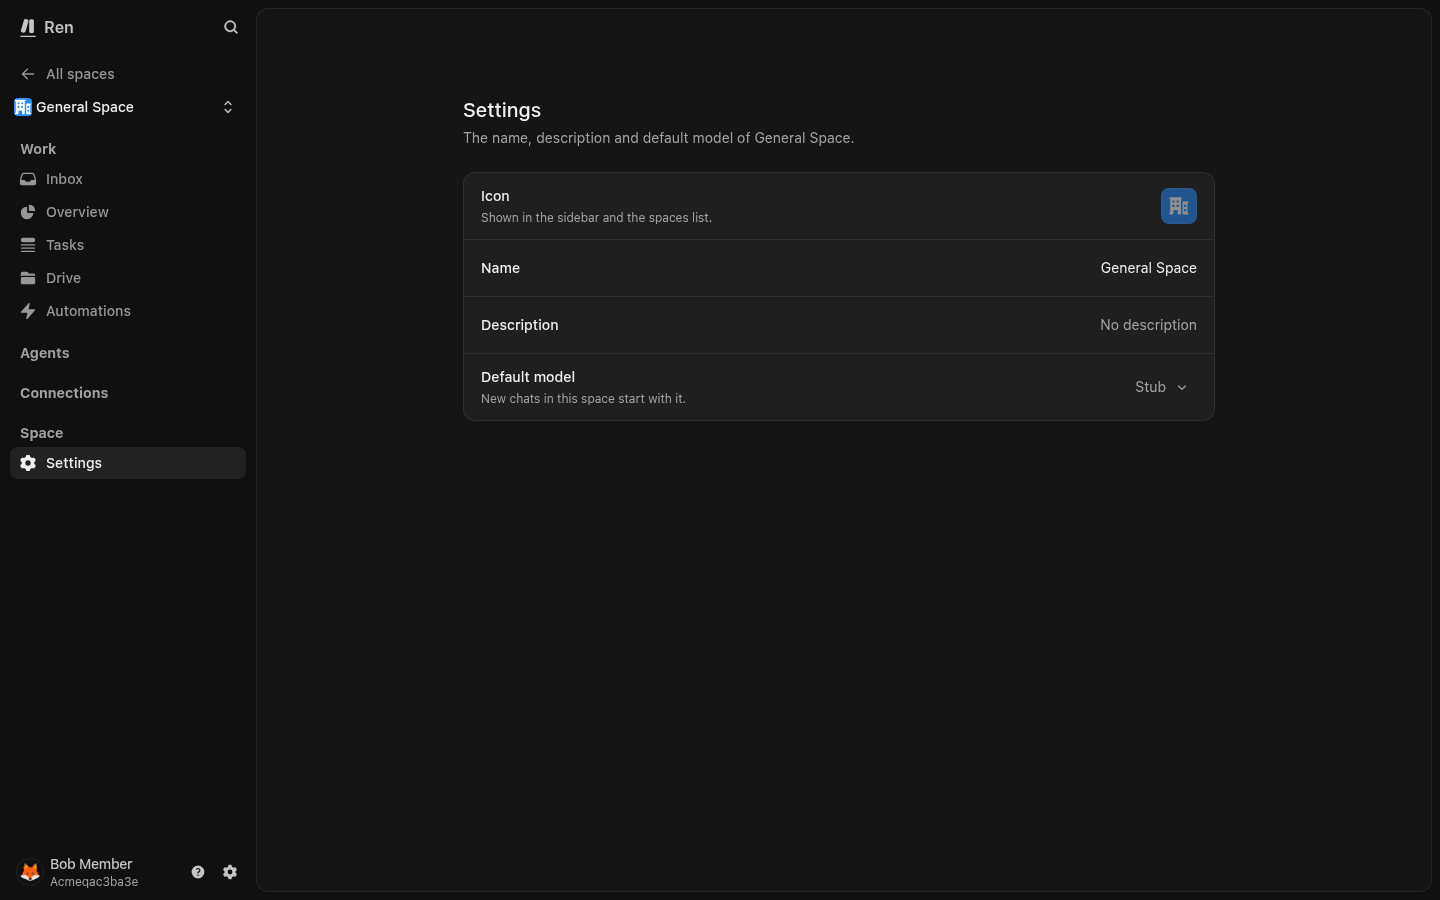 Ren
All spaces
General Space
Work
Inbox
Overview
Tasks
Drive
Automations
Agents
Connections
Space
Settings
Bob Member
Acmeqac3ba3e
Settings
The name, description and default model of General Space.
Icon
Shown in the sidebar and the spaces list.
Name
General Space
Description
No description
Default model
New chats in this space start with it.
Stub